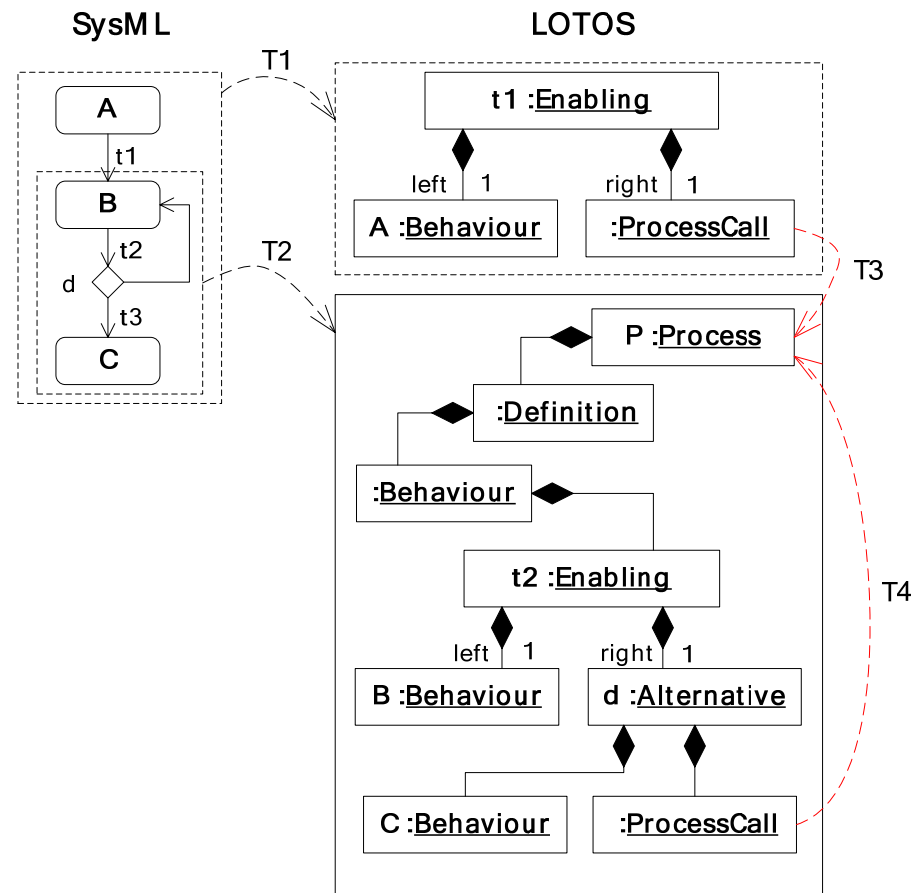 SysML
LOTOS
T1
A
t1
B
t2
d
t3
C
T2
t1 :Enabling
left 1
right 1
A :Behaviour
:ProcessCall
T3
P :Process
:Definition
:Behaviour
t2 :Enabling
T4
left 1
right 1
B :Behaviour
d :Alternative
C :Behaviour
:ProcessCall